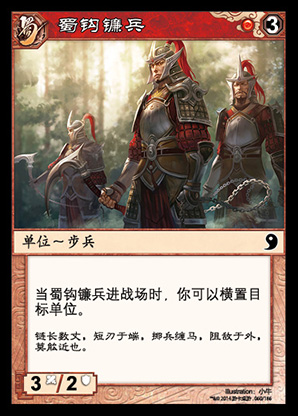 蜀 蜀钩镰兵 3
单位~步兵
当蜀钩镰兵进战场时,你可以横置目
标单位。
链长数丈,短刃于端,掷兵缠马,阻敌于外,
莫能近也。
3 / 2
illustration: 小牛